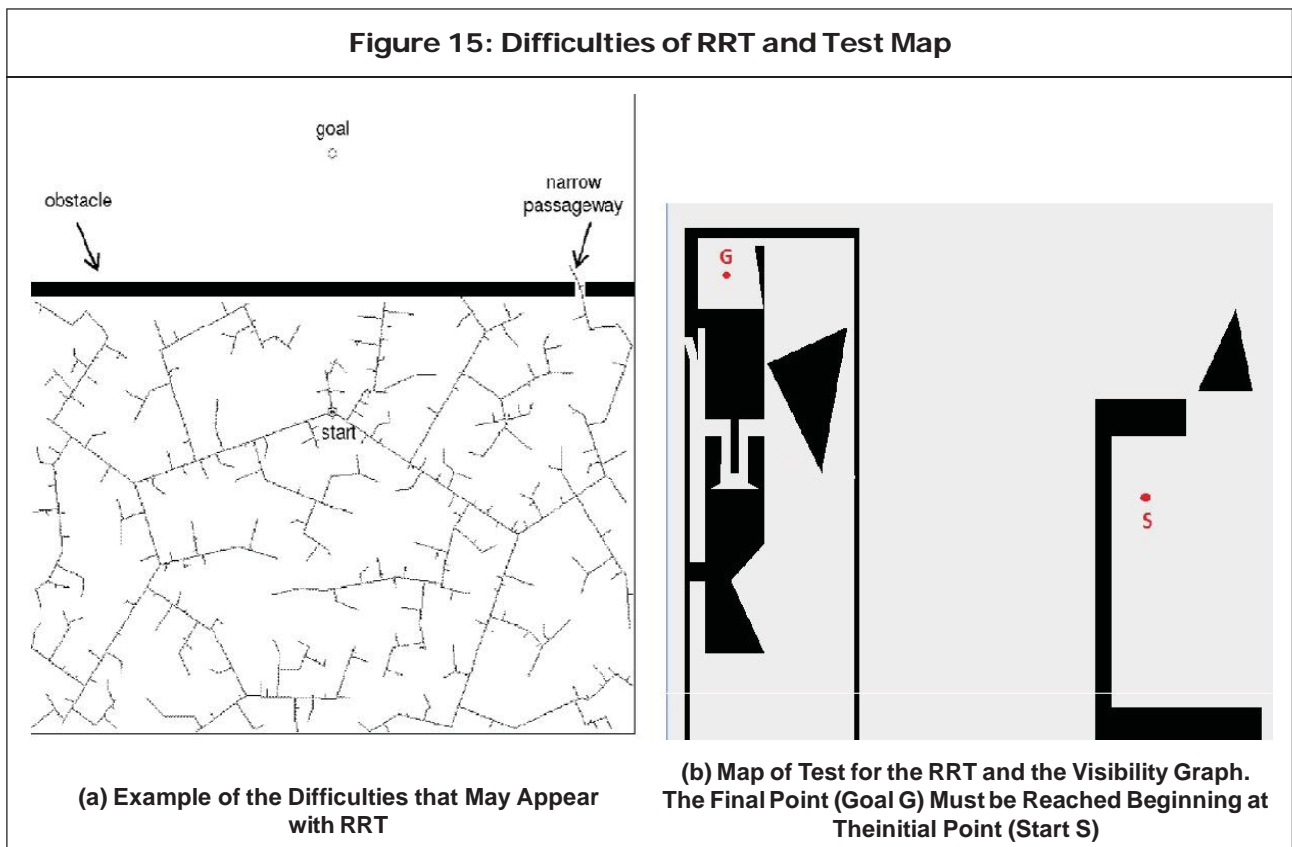 Figure 15: Difficulties of RRT and Test Map
goal
obstacle
narrow
passageway
start
G
S
(a) Example of the Difficulties that May Appear
with RRT
(b) Map of Test for the RRT and the Visibility Graph.
The Final Point (Goal G) Must be Reached Beginning at
Theinitial Point (Start S)